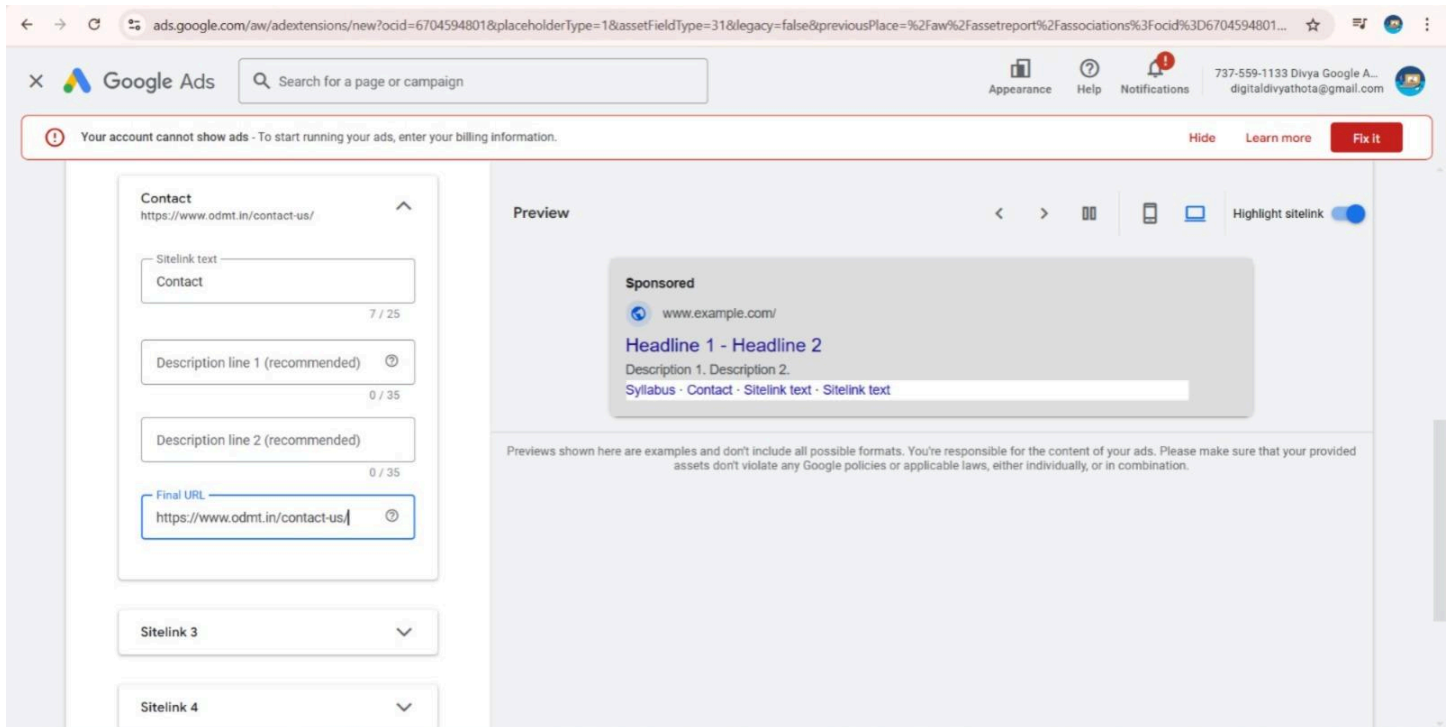 ads.google.com/aw/adextensions/new?ocid=6704594801&placeholderType=1&assetFieldType=31&legacy=false&previousPlace=%2Faw%2Fassetreport%2Fassociations%3Focid%3D6704594801...
Google Ads
Search for a page or campaign
Appearance
Help
Notifications
737-559-1133 Divya Google A...
digitaldivyathota@gmail.com
Your account cannot show ads - To start running your ads, enter your billing information.
Hide
Learn more
Fix it
Contact
https://www.odmt.in/contact-us/
Sitelink text
Contact
7 / 25
Description line 1 (recommended)
0 / 35
Description line 2 (recommended)
0 / 35
Final URL
https://www.odmt.in/contact-us/
Sitelink 3
Sitelink 4
Preview
Highlight sitelink
Sponsored
www.example.com/
Headline 1 - Headline 2
Description 1. Description 2.
Syllabus · Contact · Sitelink text · Sitelink text
Previews shown here are examples and don't include all possible formats. You're responsible for the content of your ads. Please make sure that your provided
assets don't violate any Google policies or applicable laws, either individually, or in combination.